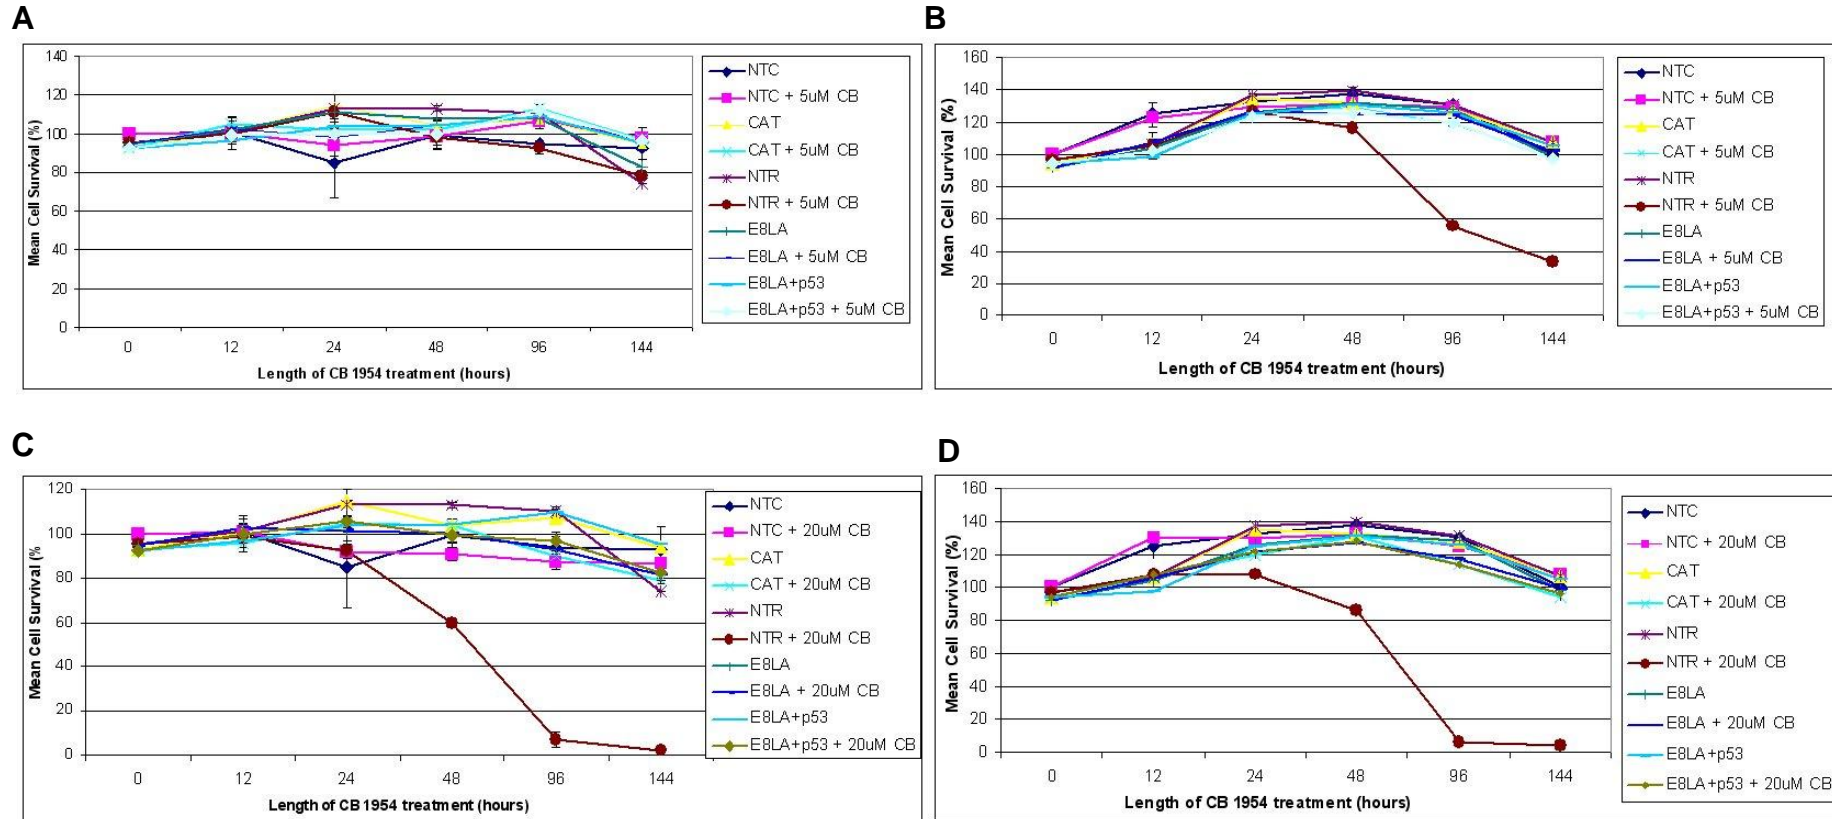 A
Mean Cell Survival (%)
140
120
100
80
60
40
20
0
0 12 24 48 96 144
Length of CB 1954 treatment (hours)
NTC
NTC + 5uM CB
CAT
CAT + 5uM CB
NTR
NTR + 5uM CB
E8LA
E8LA + 5uM CB
E8LA+p53
E8LA+p53 + 5uM CB
B
Mean Cell Survival (%)
160
140
120
100
80
60
40
20
0
0 12 24 48 96 144
Length of CB 1954 treatment (hours)
NTC
NTC + 5uM CB
CAT
CAT + 5uM CB
NTR
NTR + 5uM CB
E8LA
E8LA + 5uM CB
E8LA+p53
E8LA+p53 + 5uM CB
C
Mean Cell Survival (%
120
100
80
60
40
20
0
0 12 24 48 96 144
Length of CB 1954 treatment (hours)
NTC
NTC + 20uM CB
CAT
CAT + 20uM CB
NTR
NTR + 20uM CB
E8LA
E8LA + 20uM CB
E8LA+p53
E8LA+p53 + 20uM CB
D
Mean Cell Survival (%)
160
140
120
100
80
60
40
20
0
0 12 24 48 96 144
Length of CB 1954 treatment (hours)
NTC
NTC + 20uM CB
CAT
CAT + 20uM CB
NTR
NTR + 20uM CB
E8LA
E8LA + 20uM CB
E8LA+p53
E8LA+p53 + 20uM CB